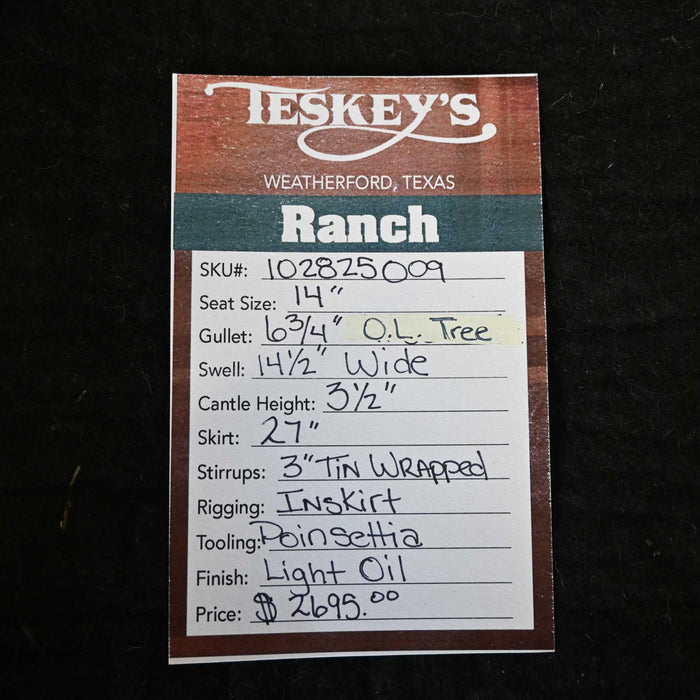 TESKEY'S
WEATHERFORD, TEXAS
Ranch
SKU#: 102825009
Seat Size: 14"
Gullet: 6 3/4" O.L. Tree
Swell: 14 1/2" Wide
Cantle Height: 3 1/2"
Skirt: 27"
Stirrups: 3" TiN WRAPPed
Rigging: INSKirt
Tooling: Poinsettia
Finish: Light Oil
Price: $ 2695.00